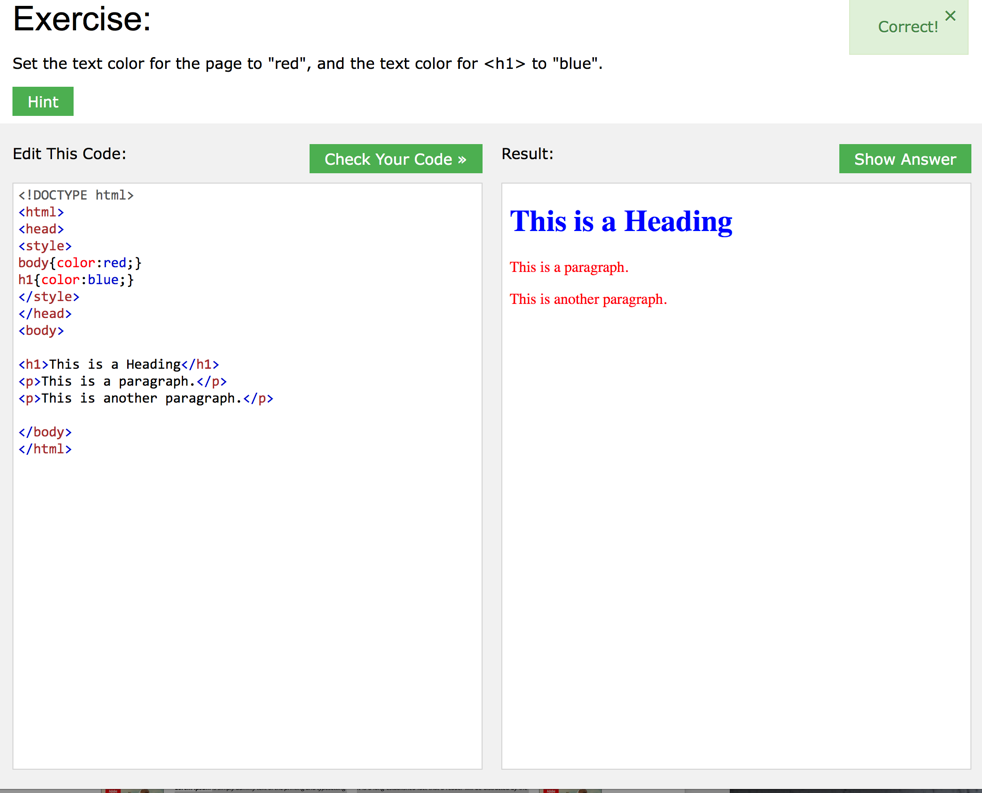 Exercise:
Correct! ×
Set the text color for the page to "red", and the text color for <h1> to "blue".
Hint
Edit This Code:
Check Your Code »
Result:
Show Answer
<!DOCTYPE html>
<html>
<head>
<style>
body{color:red;}
h1{color:blue;}
</style>
</head>
<body>
<h1>This is a Heading</h1>
<p>This is a paragraph.</p>
<p>This is another paragraph.</p>
</body>
</html>
This is a Heading
This is a paragraph.
This is another paragraph.